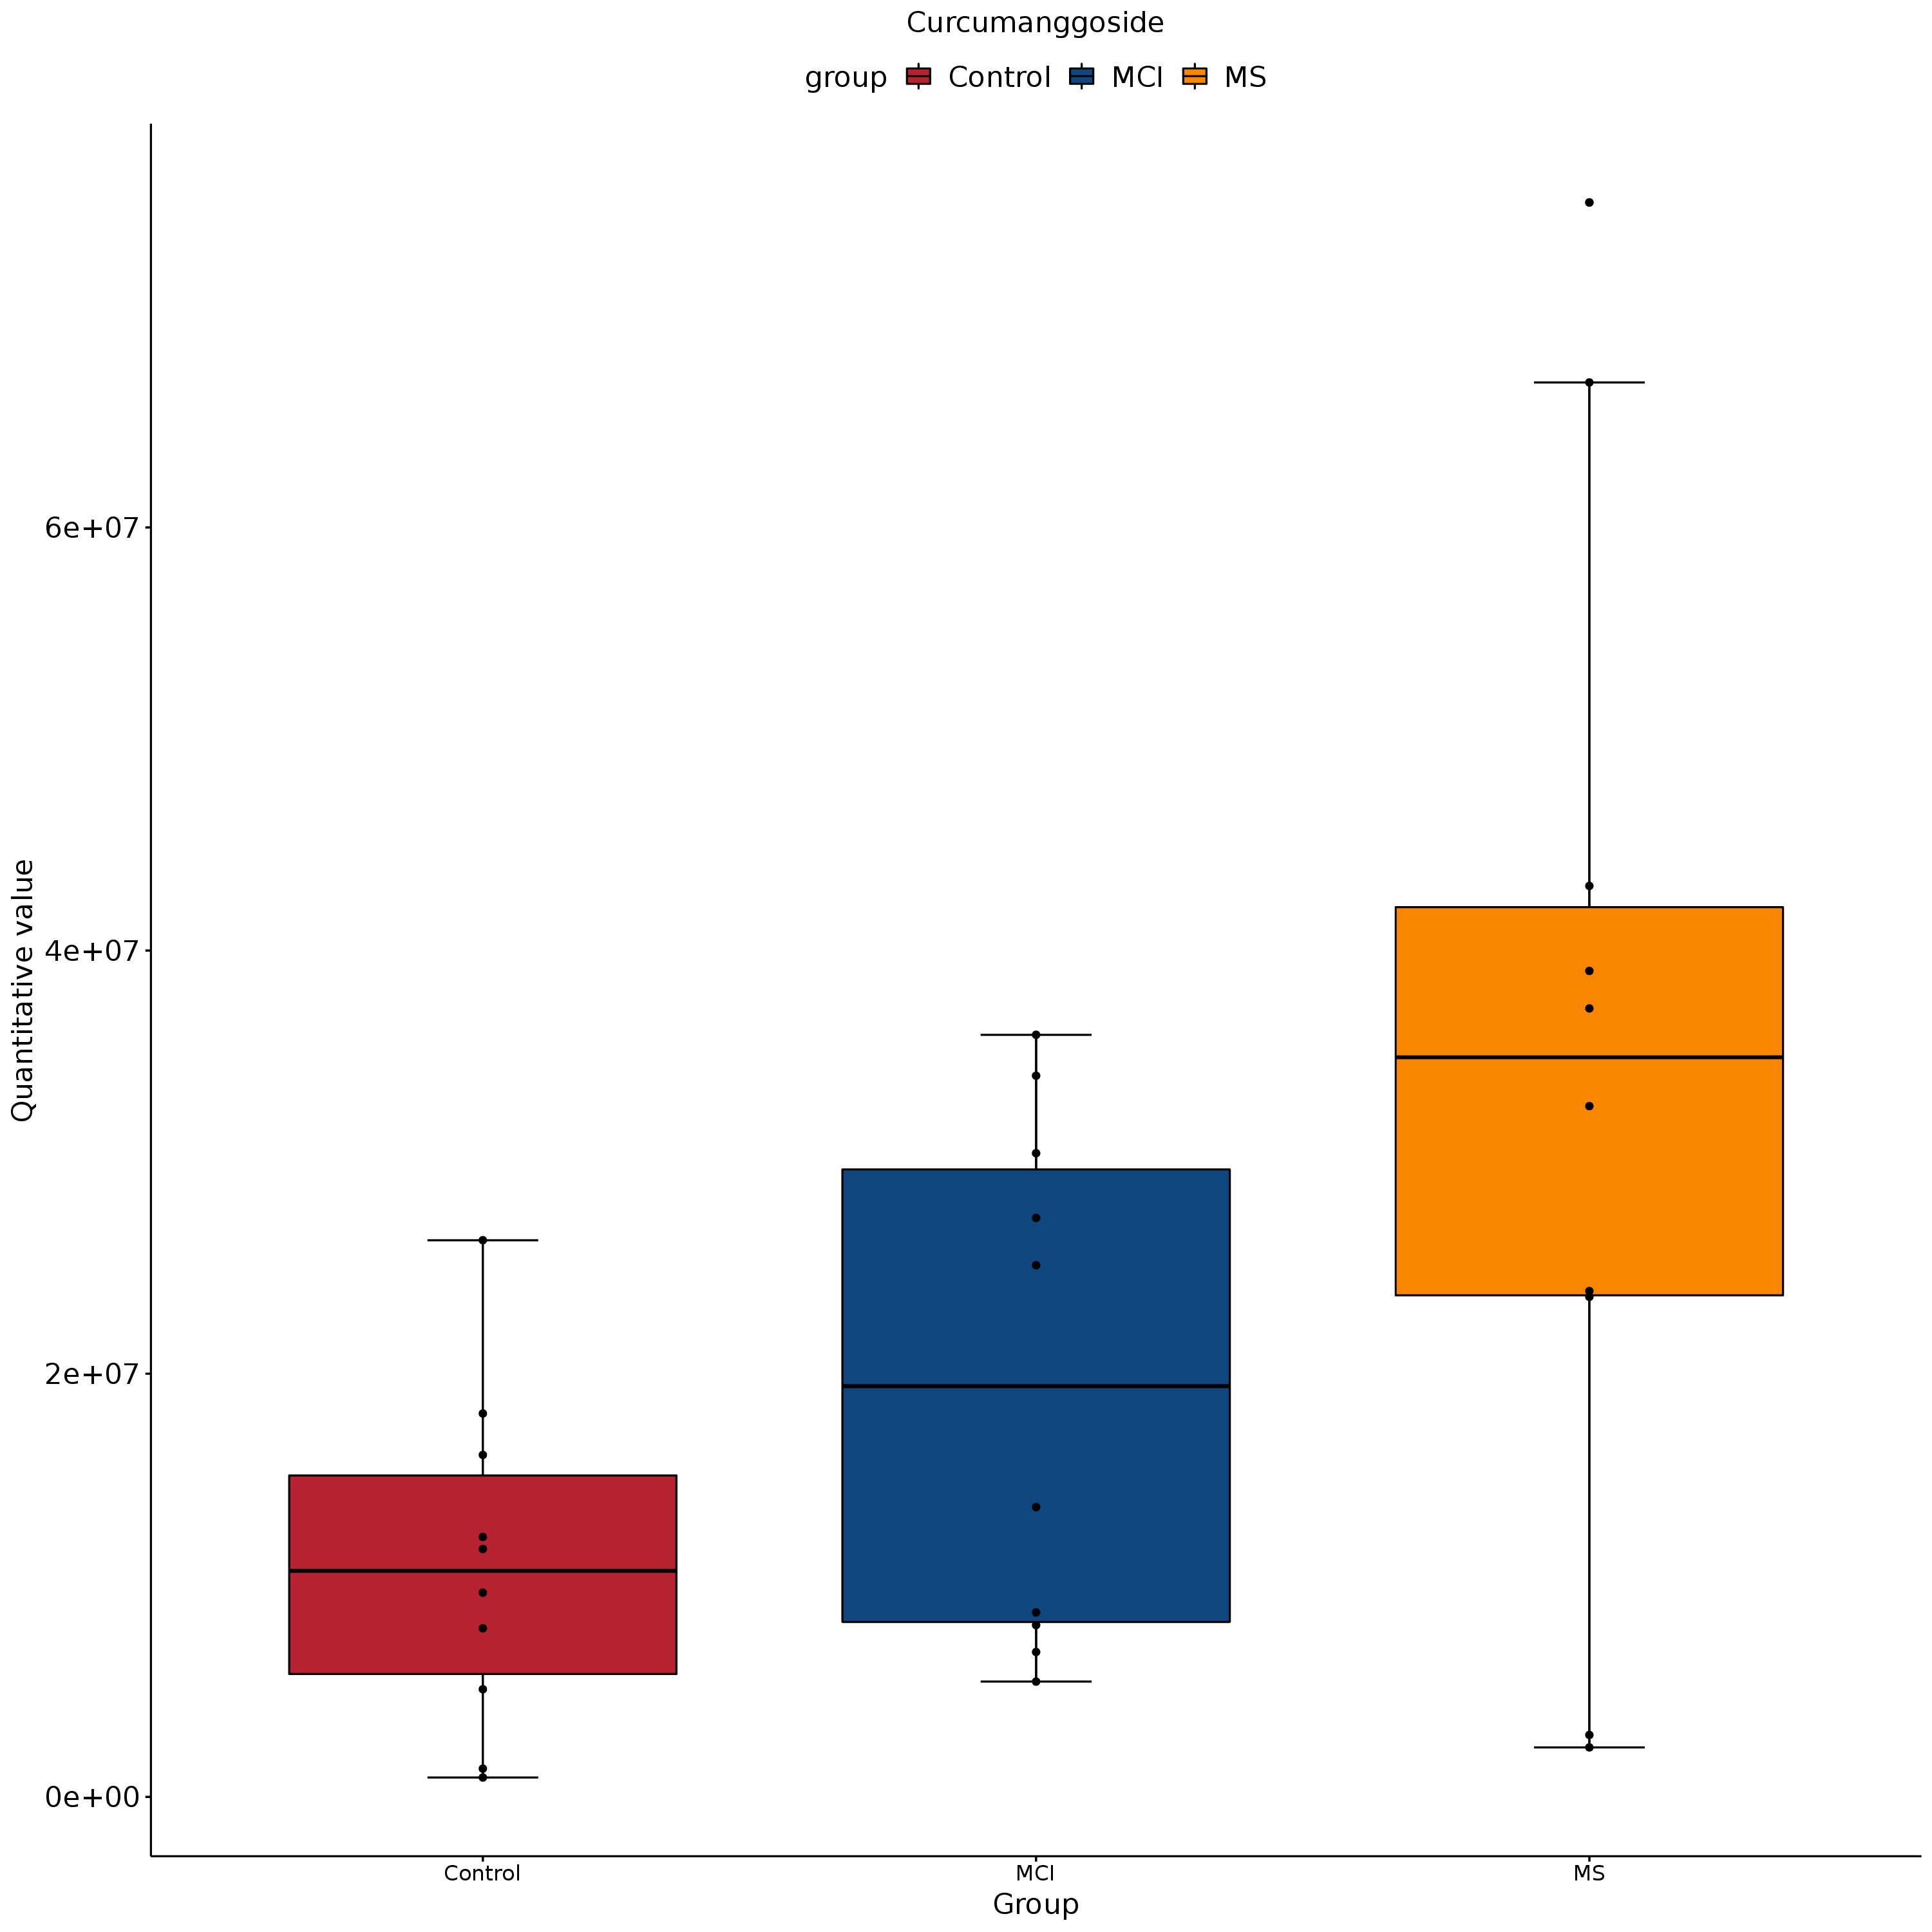 Curcumanggoside
group Control MCI MS
Quantitative value
6e+07
4e+07
2e+07
0e+00
Control MCI MS
Group